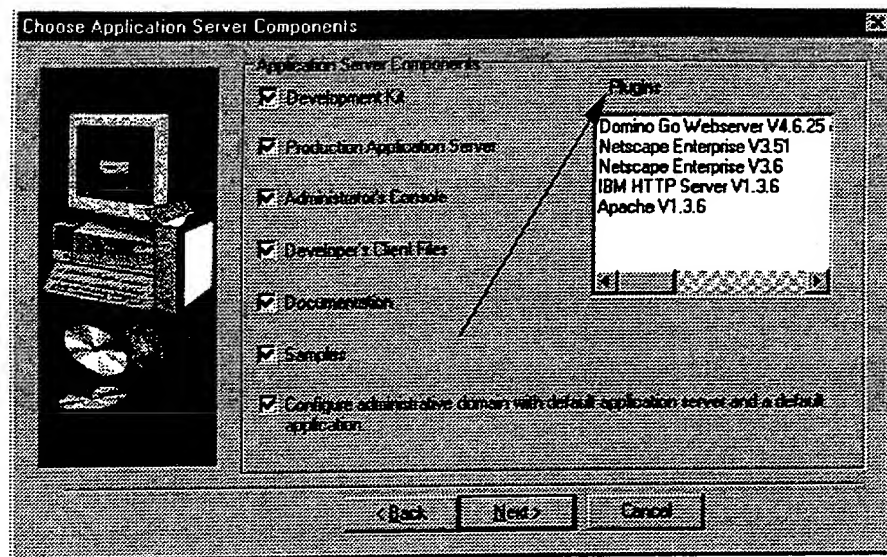 Choose Application Server Components
Application Server Components
Development Kit
Production Application Server
Administrator's Console
Developer's Client Files
Documentation
Samples
Configure administrative domain with default application server and a default
application
Plugins
Domino Go Webserver V4.6.25
Netscape Enterprise V3.51
Netscape Enterprise V3.6
IBM HTTP Server V1.3.6
Apache V1.3.6
< Back
Next >
Cancel